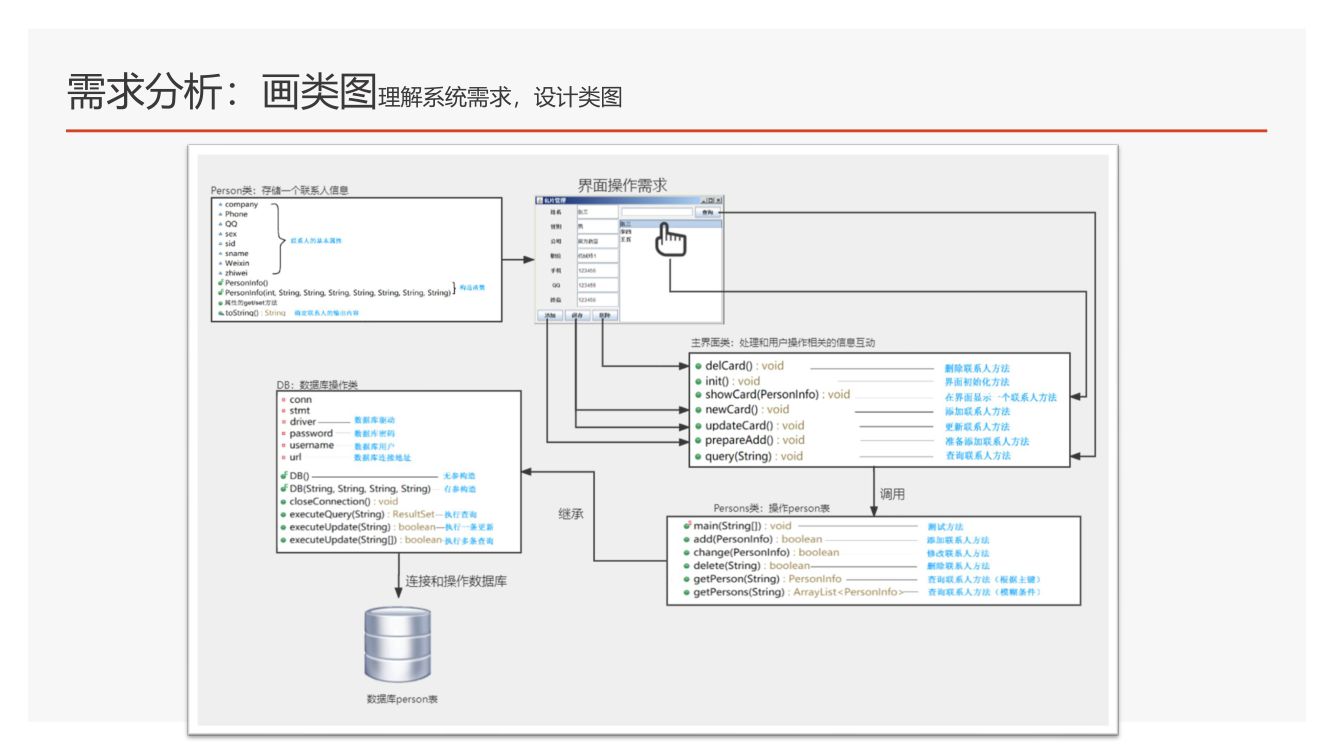 需求分析：画类图理解系统需求，设计类图
Person类：存储一个联系人信息
company
Phone
QQ
sex
sid
sname
Weixin
zhiwei
联系人的基本属性
PersonInfo()
PersonInfo(int, String, String, String, String, String, String, String)
构造函数
属性的get/set方法
toString() : String 确定联系人的输出内容
界面操作需求
名片管理
姓名 张三 查询
性别 男
公司
职位
手机 123456
QQ 123456
微信 123456
张三
李四
王五
添加 保存 删除
主界面类：处理和用户操作相关的信息互动
delCard() : void 删除联系人方法
init() : void 界面初始化方法
showCard(PersonInfo) : void 在界面显示一个联系人方法
newCard() : void 添加联系人方法
updateCard() : void 更新联系人方法
prepareAdd() : void 准备添加联系人方法
query(String) : void 查询联系人方法
DB：数据库操作类
conn
stmt
driver 数据库驱动
password 数据库密码
username 数据库用户
url 数据库连接地址
DB() 无参构造
DB(String, String, String, String) 有参构造
closeConnection() : void
executeQuery(String) : ResultSet 执行查询
executeUpdate(String) : boolean 执行一条更新
executeUpdate(String[]) : boolean 执行多条查询
继承
调用
Persons类：操作person表
main(String[]) : void 测试方法
add(PersonInfo) : boolean 添加联系人方法
change(PersonInfo) : boolean 修改联系人方法
delete(String) : boolean 删除联系人方法
getPerson(String) : PersonInfo 查询联系人方法（根据主键）
getPersons(String) : ArrayList<PersonInfo> 查询联系人方法（模糊条件）
连接和操作数据库
数据库person表